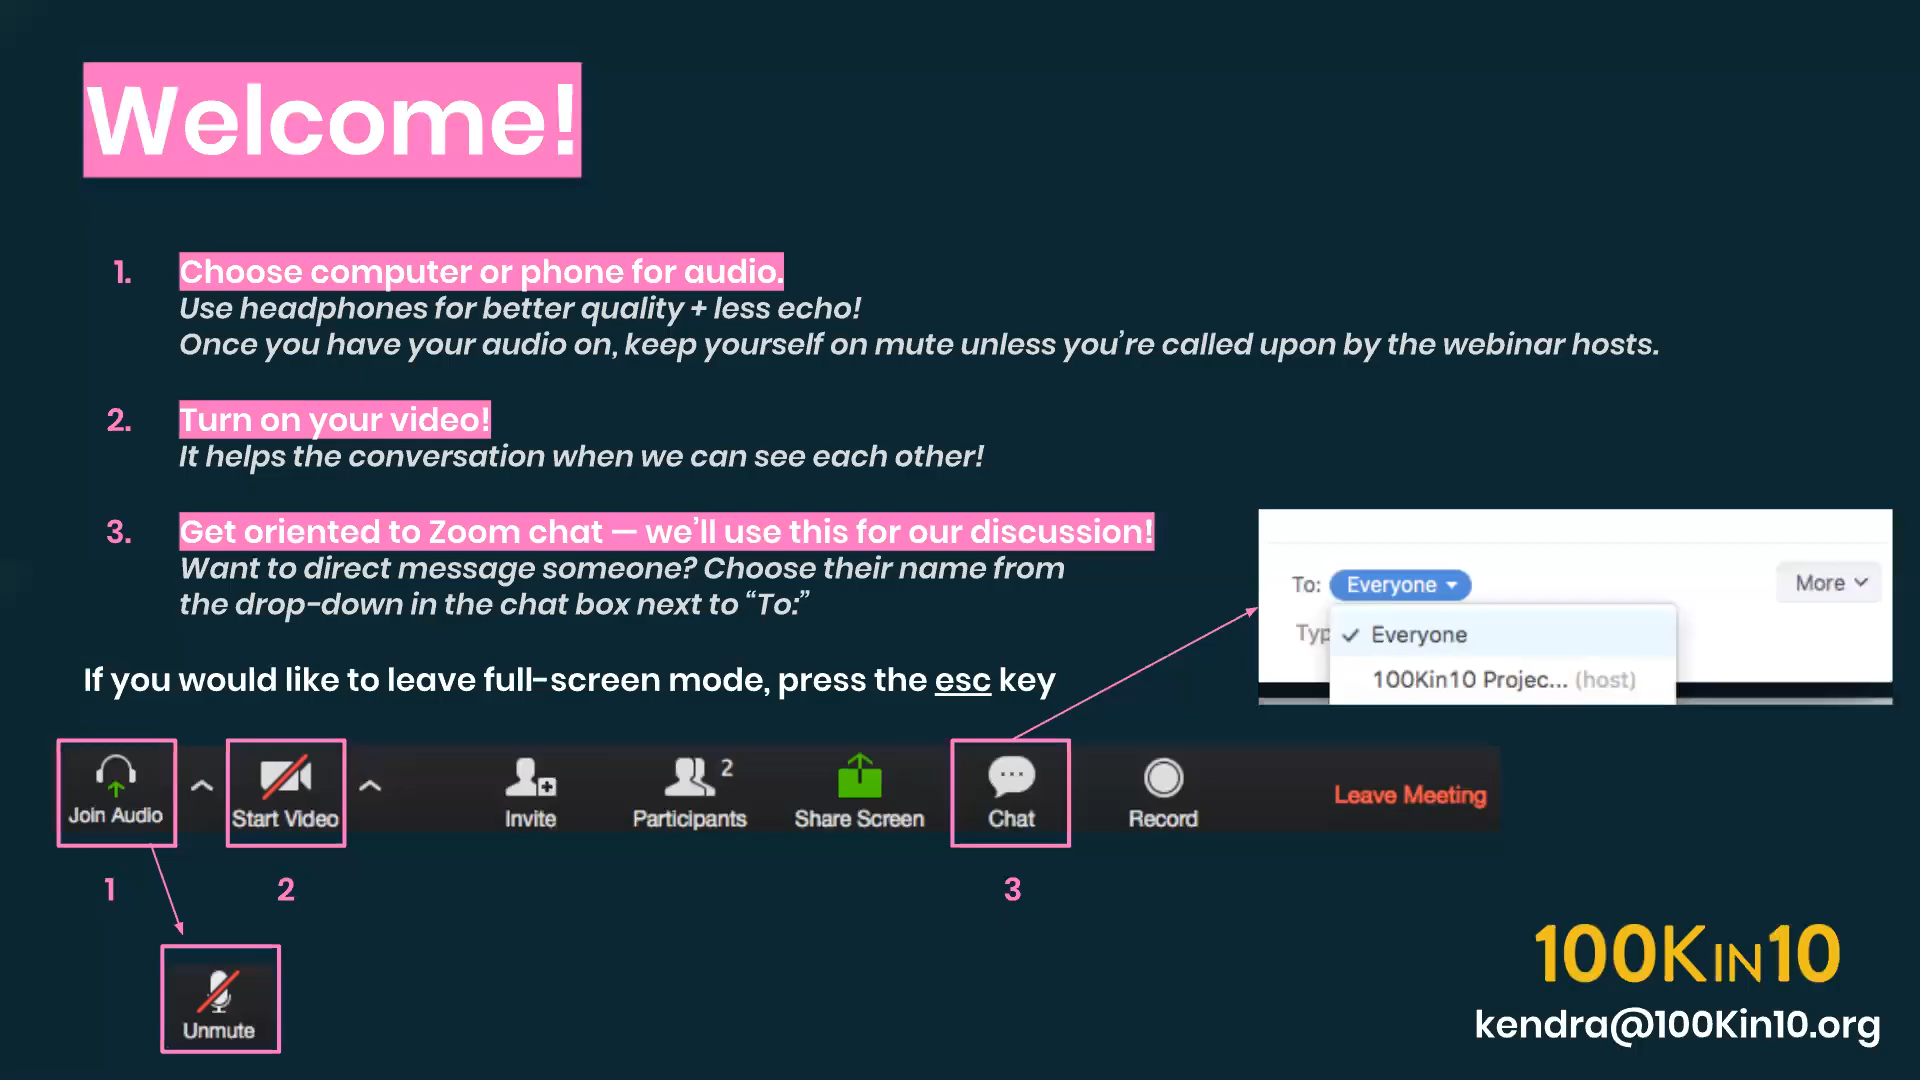 Welcome!
1. Choose computer or phone for audio.
Use headphones for better quality + less echo!
Once you have your audio on, keep yourself on mute unless you’re called upon by the webinar hosts.
2. Turn on your video!
It helps the conversation when we can see each other!
3. Get oriented to Zoom chat — we’ll use this for our discussion!
Want to direct message someone? Choose their name from
the drop-down in the chat box next to “To:”
To: Everyone
More
Typ
Everyone
100Kin10 Projec... (host)
If you would like to leave full-screen mode, press the esc key
Join Audio
Start Video
Invite
2
Participants
Share Screen
Chat
Record
Leave Meeting
1
2
3
Unmute
100KIN10
kendra@100Kin10.org